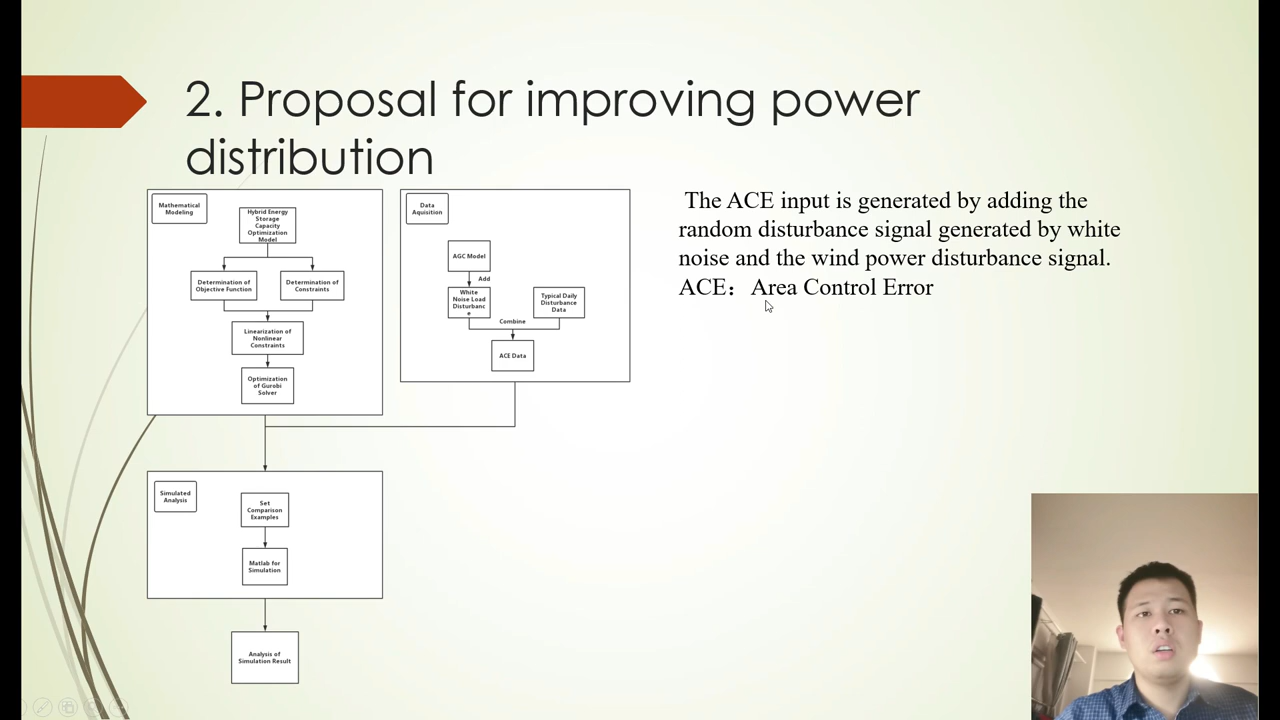 2. Proposal for improving power
distribution
Mathematical
Modeling
Hybrid Energy
Storage
Capacity
Optimization
Model
Determination of
Objective Function
Determination of
Constraints
Linearization of
Nonlinear
Constraints
Optimization
of Gurobi
Solver
Data
Aquisition
AGC Model
Add
White
Noise Load
Disturbanc
e
Typical Daily
Disturbance
Data
Combine
ACE Data
The ACE input is generated by adding the
random disturbance signal generated by white
noise and the wind power disturbance signal.
ACE：Area Control Error
Simulated
Analysis
Set
Comparison
Examples
Matlab for
Simulation
Analysis of
Simulation Result